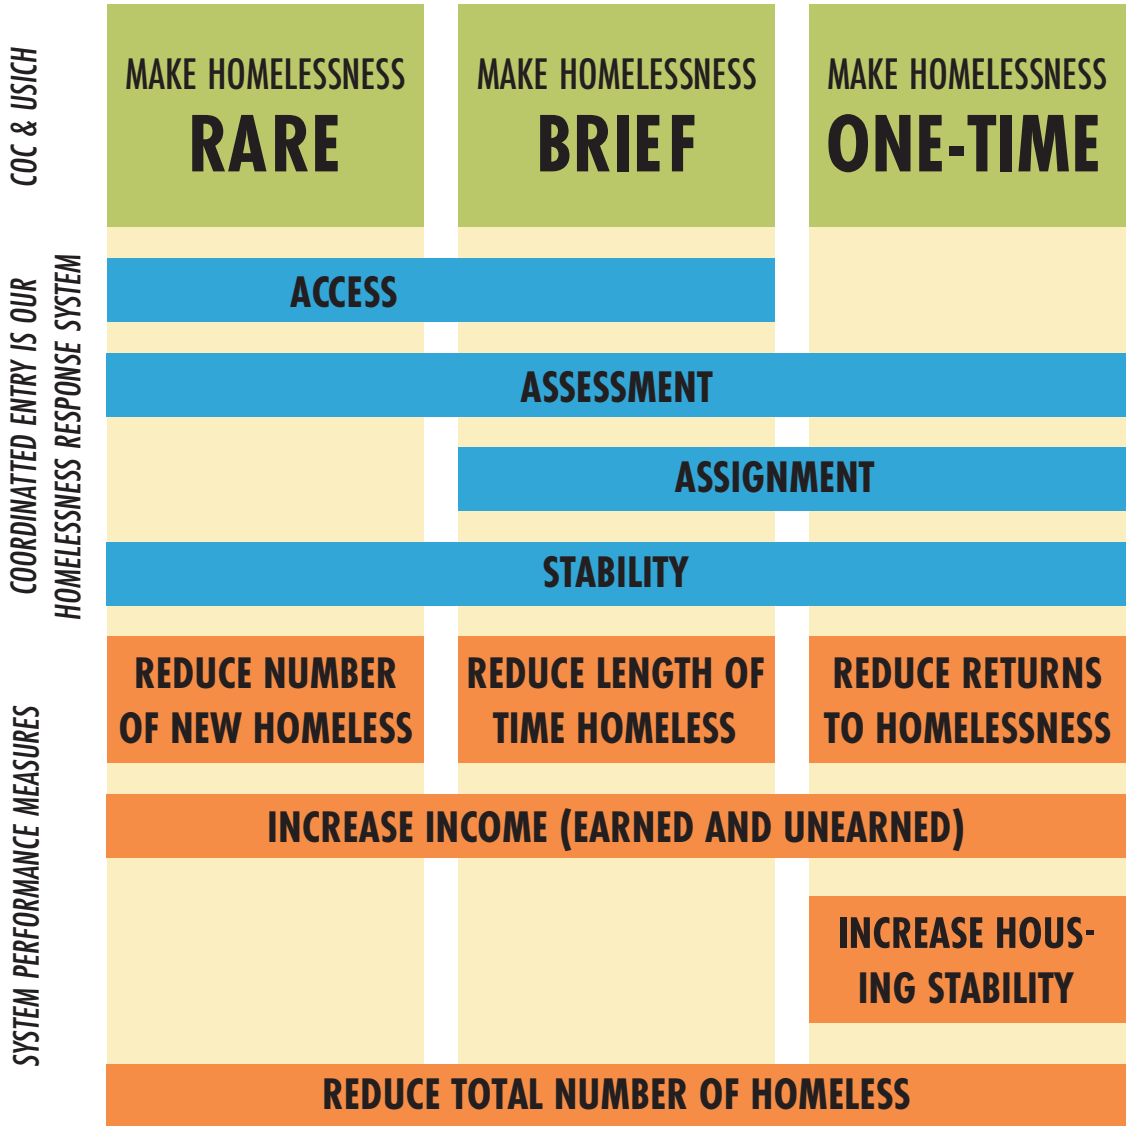 COC & USICH
MAKE HOMELESSNESS
RARE
MAKE HOMELESSNESS
BRIEF
MAKE HOMELESSNESS
ONE-TIME
COORDINATTED ENTRY IS OUR
HOMELESSNESS RESPONSE SYSTEM
ACCESS
ASSESSMENT
ASSIGNMENT
STABILITY
SYSTEM PERFORMANCE MEASURES
REDUCE NUMBER
OF NEW HOMELESS
REDUCE LENGTH OF
TIME HOMELESS
REDUCE RETURNS
TO HOMELESSNESS
INCREASE INCOME (EARNED AND UNEARNED)
INCREASE HOUS-
ING STABILITY
REDUCE TOTAL NUMBER OF HOMELESS